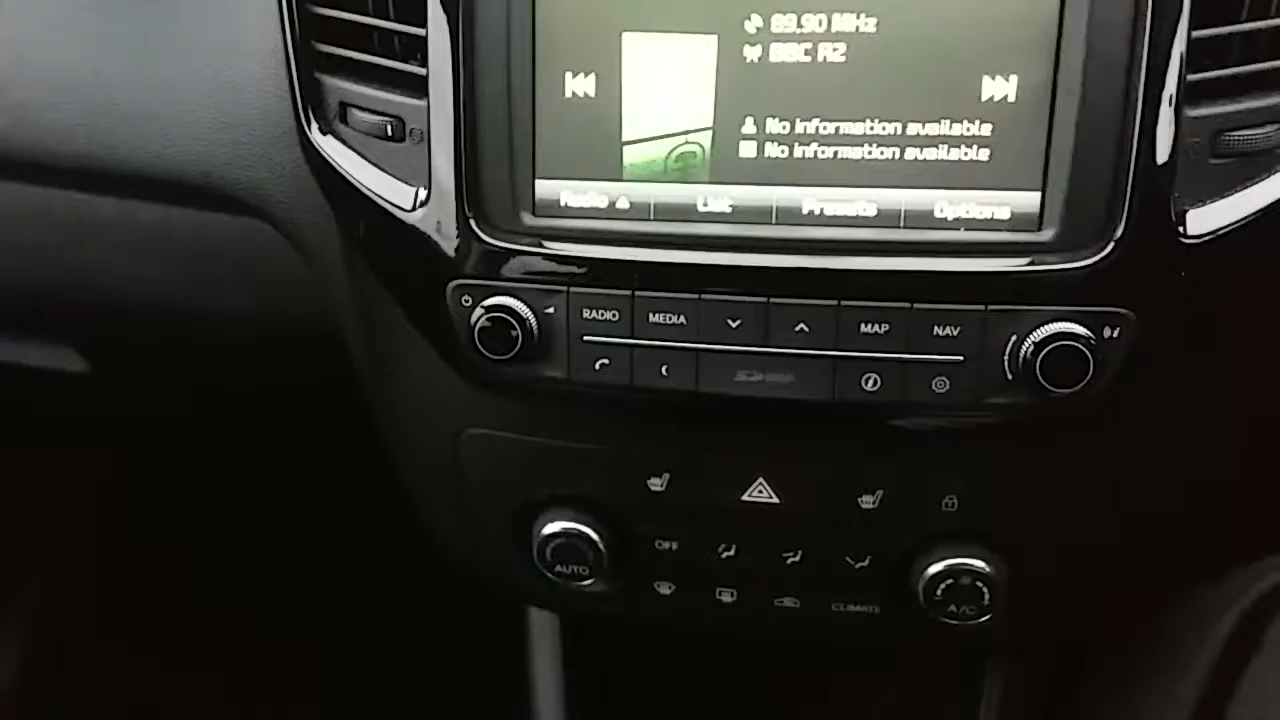 89.90 MHz
BBC R2
No information available
No information available
Radio List Presets Options
RADIO MEDIA MAP NAV
OFF
AUTO
CLIMATE
A/C